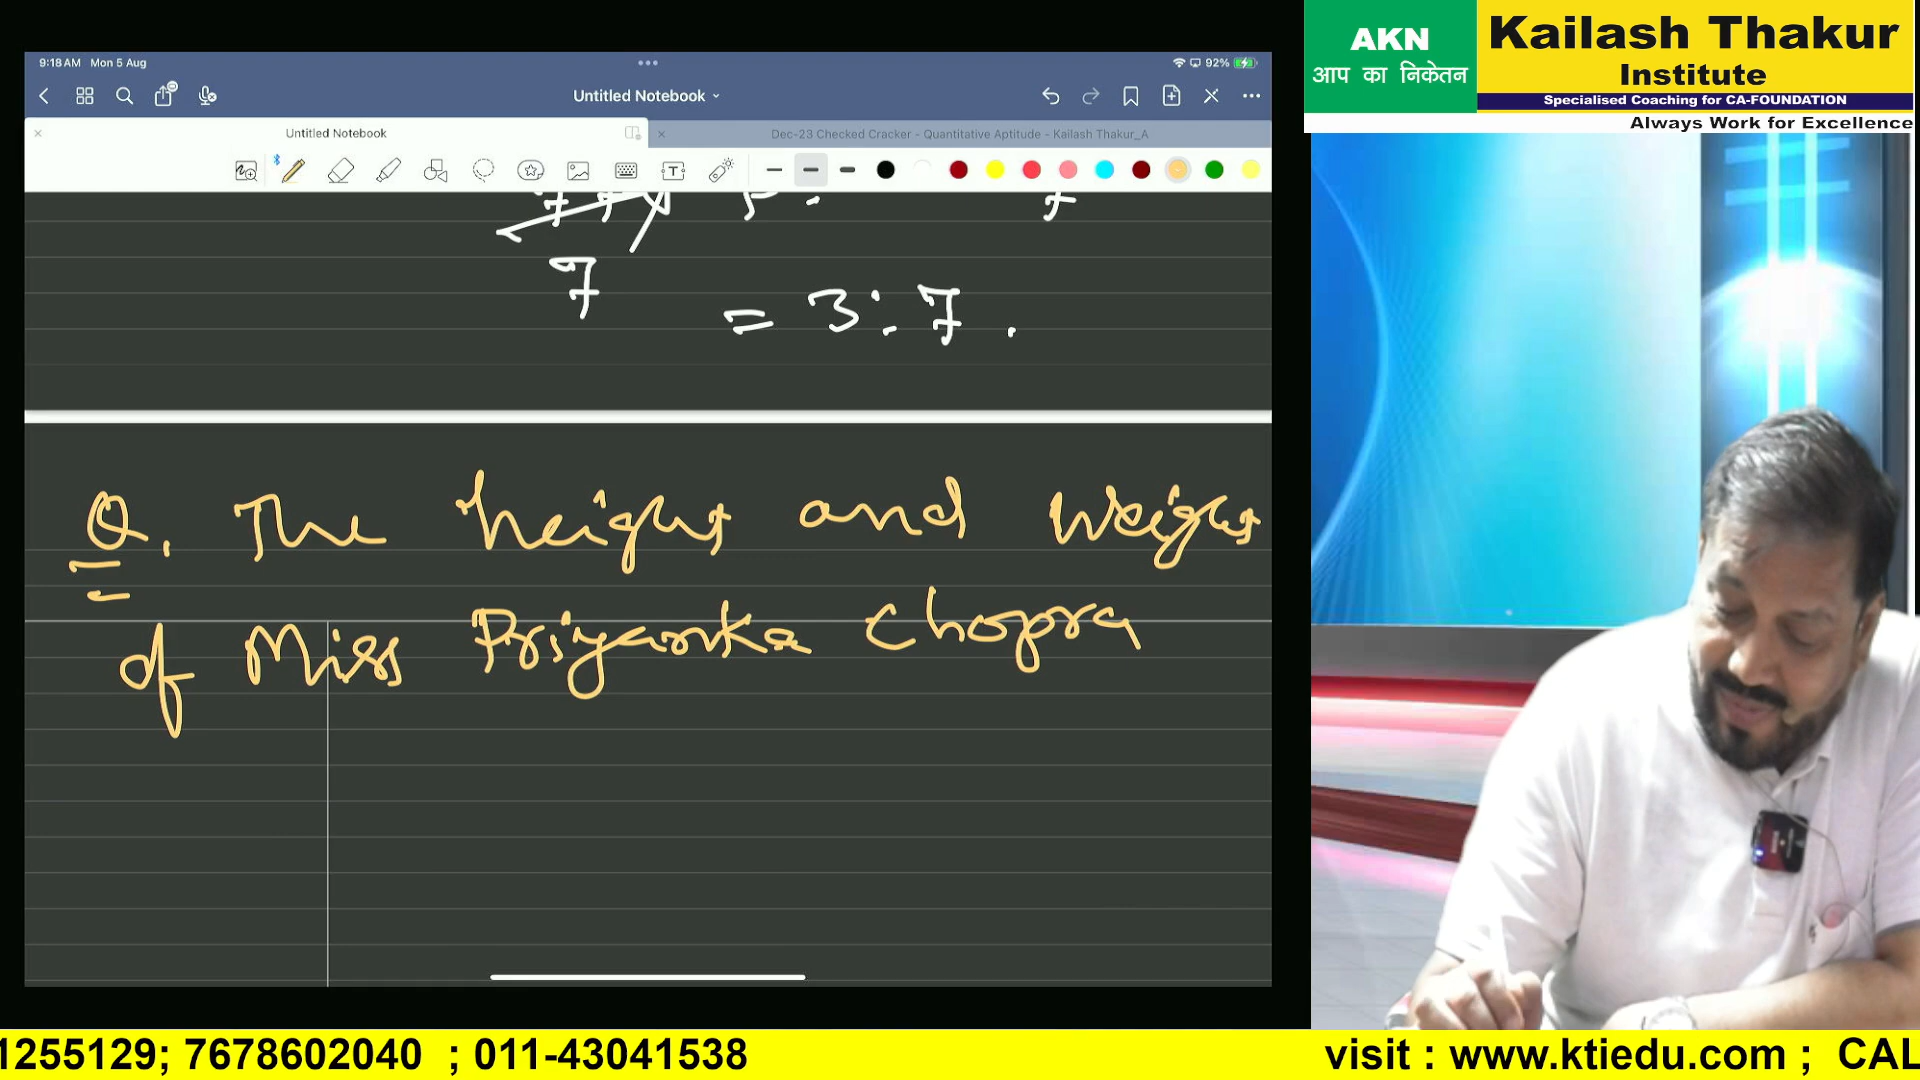 AKN
आप का निकेतन
Kailash Thakur
Institute
Specialised Coaching for CA-FOUNDATION
Always Work for Excellence
9:18 AM Mon 5 Aug
92%
Untitled Notebook
Untitled Notebook
Dec-23 Checked Cracker - Quantitative Aptitude - Kailash Thakur_A
7
= 3:7.
Q. The height and Weight
of Miss Priyanka Chopra
1255129; 7678602040 ; 011-43041538
visit : www.ktiedu.com ; CAL